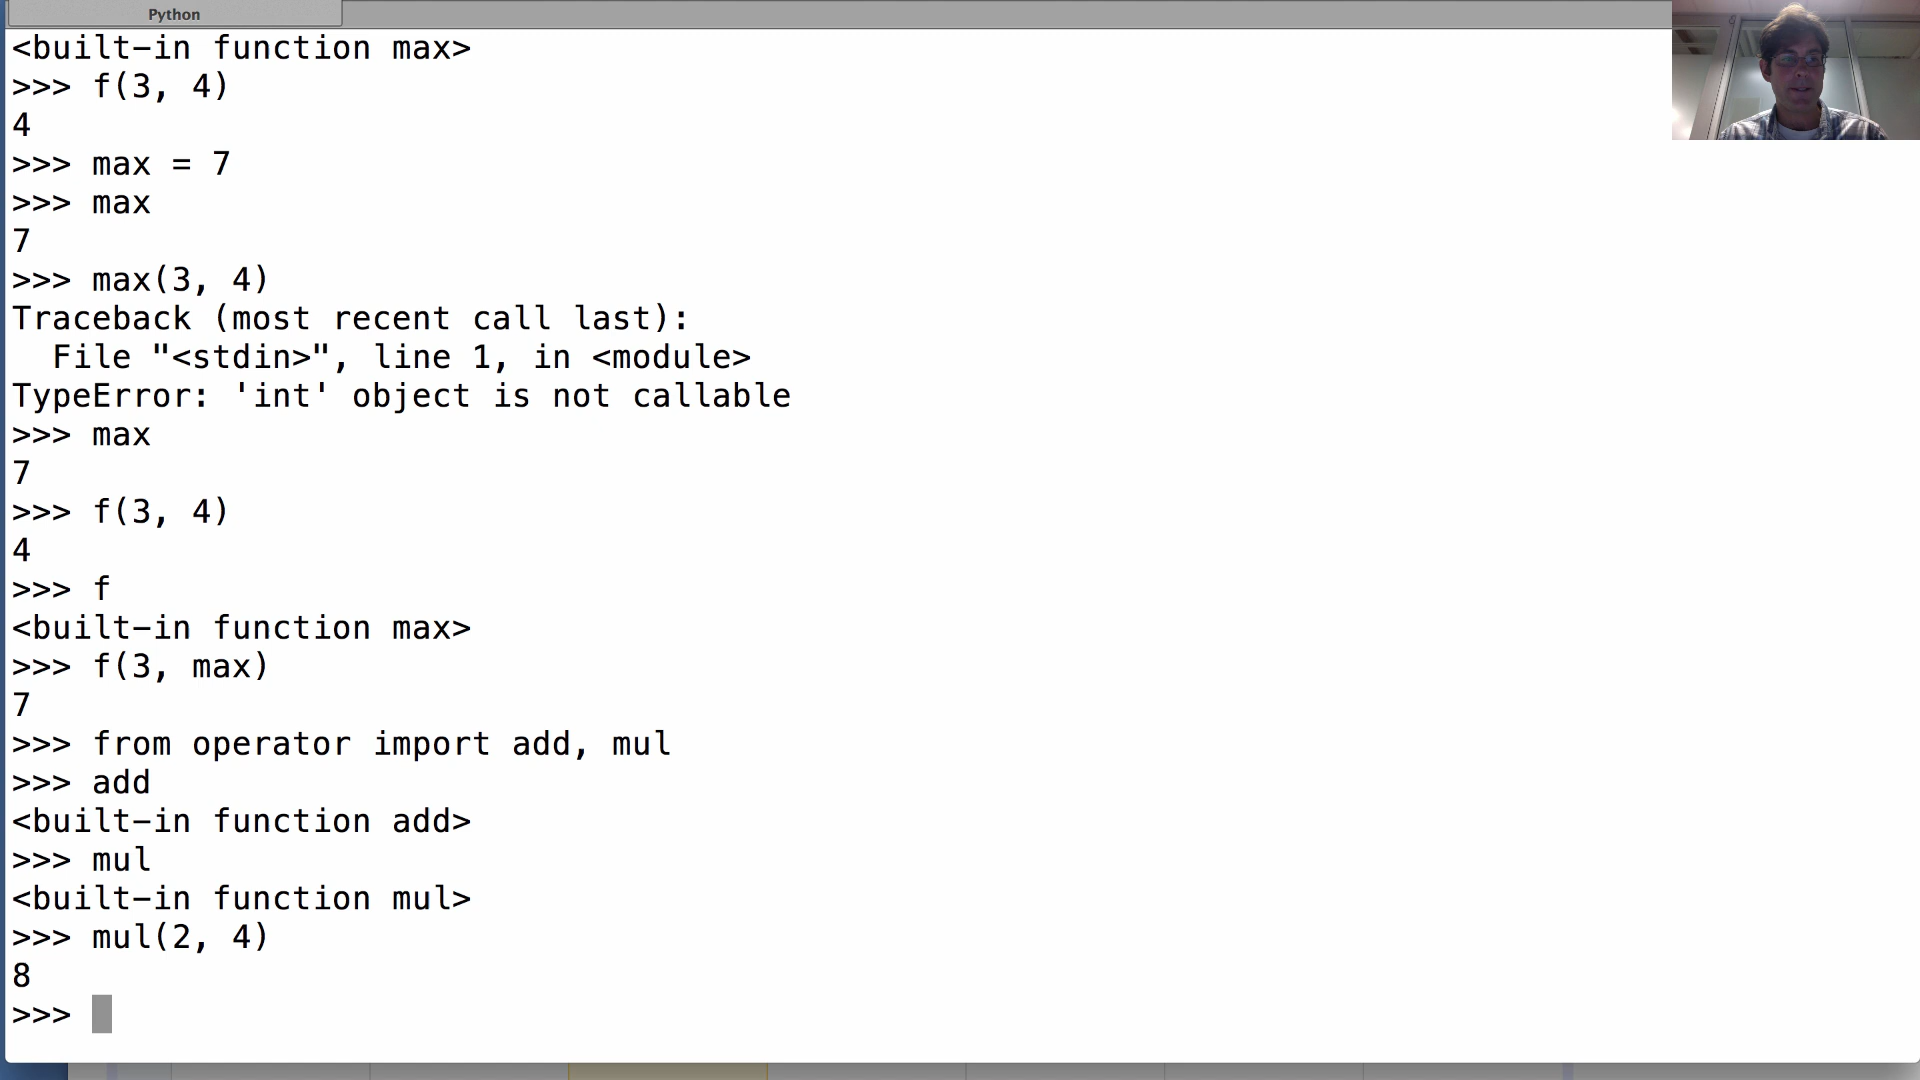 Python
<built-in function max>
>>> f(3, 4)
4
>>> max = 7
>>> max
7
>>> max(3, 4)
Traceback (most recent call last):
  File "<stdin>", line 1, in <module>
TypeError: 'int' object is not callable
>>> max
7
>>> f(3, 4)
4
>>> f
<built-in function max>
>>> f(3, max)
7
>>> from operator import add, mul
>>> add
<built-in function add>
>>> mul
<built-in function mul>
>>> mul(2, 4)
8
>>>